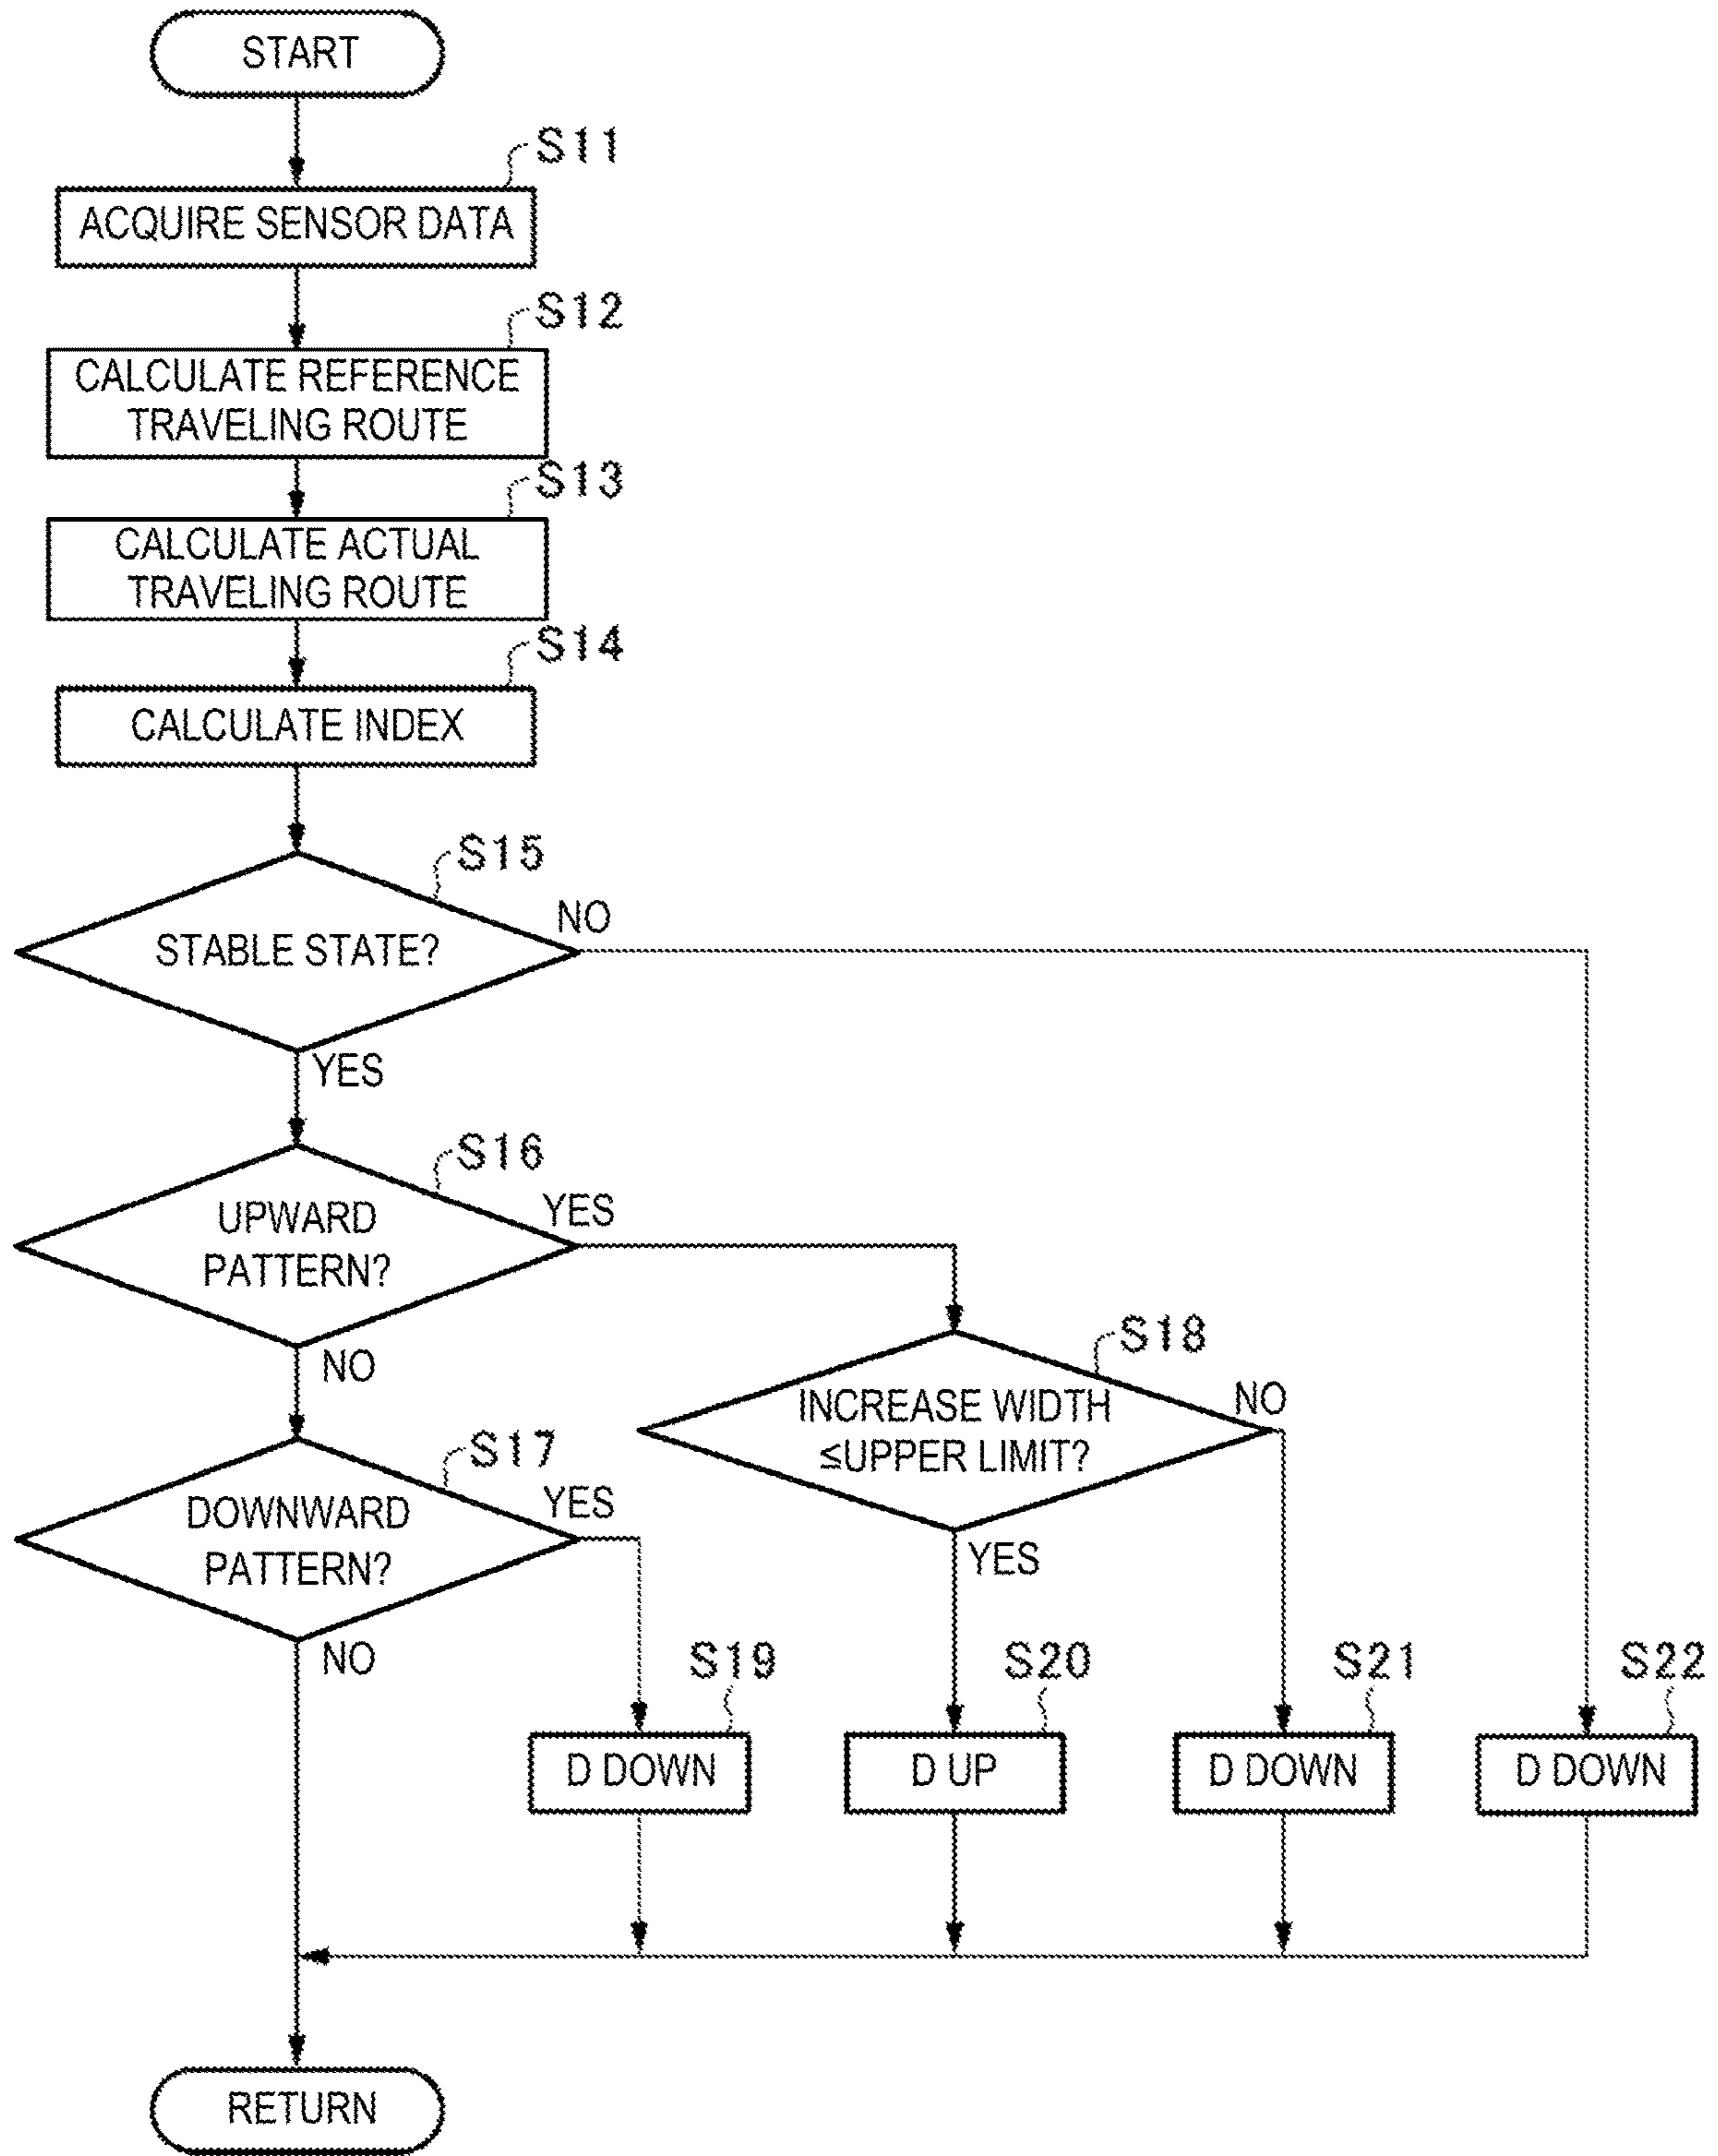 START
S11
ACQUIRE SENSOR DATA
S12
CALCULATE REFERENCE
TRAVELING ROUTE
S13
CALCULATE ACTUAL
TRAVELING ROUTE
S14
CALCULATE INDEX
S15
NO
STABLE STATE?
YES
S16
YES
UPWARD
PATTERN?
NO
S18
NO
INCREASE WIDTH
≤UPPER LIMIT?
YES
S17
YES
DOWNWARD
PATTERN?
NO
S19
S20
S21
S22
D DOWN
D UP
D DOWN
D DOWN
RETURN